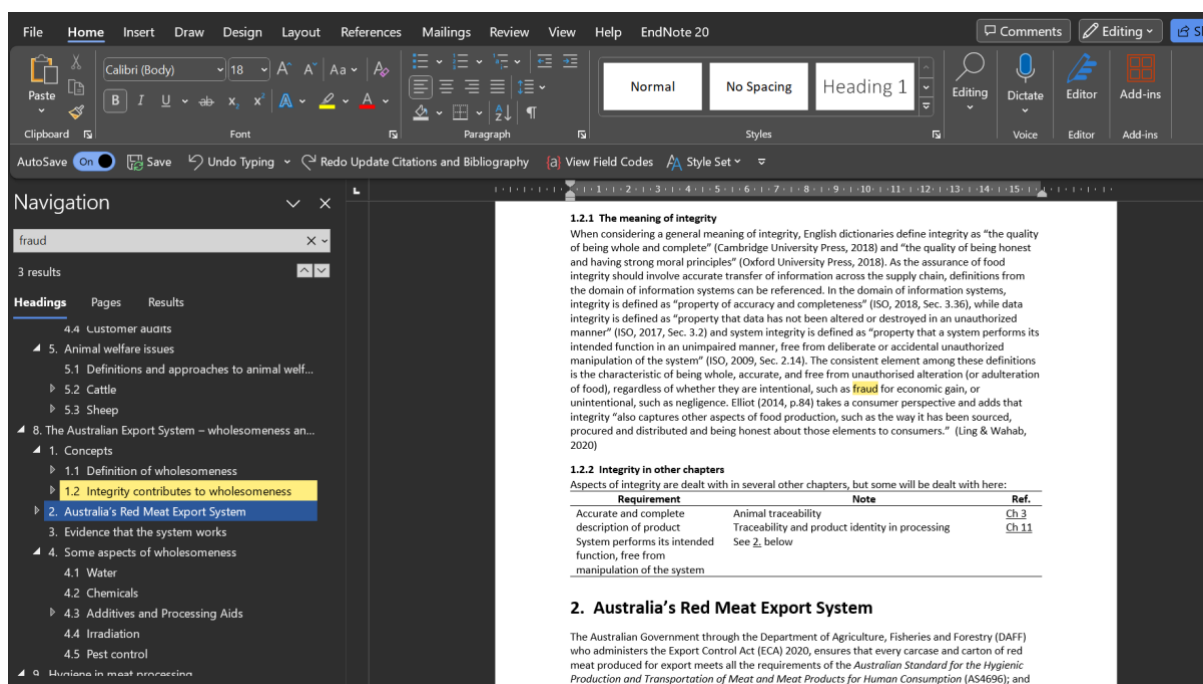 File Home Insert Draw Design Layout References Mailings Review View Help EndNote 20 Comments Editing
Paste
Calibri (Body) 18
Aa
B I U ab x₂ x² A A
Normal No Spacing Heading 1
Editing Dictate Editor Add-ins
Clipboard Font Paragraph Styles Voice Editor Add-ins
AutoSave On Save Undo Typing Redo Update Citations and Bibliography {a} View Field Codes Style Set
Navigation
fraud
3 results
Headings Pages Results
4.4 Customer audits
5. Animal welfare issues
5.1 Definitions and approaches to animal welf...
5.2 Cattle
5.3 Sheep
8. The Australian Export System – wholesomeness an...
1. Concepts
1.1 Definition of wholesomeness
1.2 Integrity contributes to wholesomeness
2. Australia's Red Meat Export System
3. Evidence that the system works
4. Some aspects of wholesomeness
4.1 Water
4.2 Chemicals
4.3 Additives and Processing Aids
4.4 Irradiation
4.5 Pest control
9. Hygiene in meat processing
1 2 3 4 5 6 7 8 9 10 11 12 13 14 15
1.2.1 The meaning of integrity
When considering a general meaning of integrity, English dictionaries define integrity as "the quality
of being whole and complete" (Cambridge University Press, 2018) and "the quality of being honest
and having strong moral principles" (Oxford University Press, 2018). As the assurance of food
integrity should involve accurate transfer of information across the supply chain, definitions from
the domain of information systems can be referenced. In the domain of information systems,
integrity is defined as "property of accuracy and completeness" (ISO, 2018, Sec. 3.36), while data
integrity is defined as "property that data has not been altered or destroyed in an unauthorized
manner" (ISO, 2017, Sec. 3.2) and system integrity is defined as "property that a system performs its
intended function in an unimpaired manner, free from deliberate or accidental unauthorized
manipulation of the system" (ISO, 2009, Sec. 2.14). The consistent element among these definitions
is the characteristic of being whole, accurate, and free from unauthorised alteration (or adulteration
of food), regardless of whether they are intentional, such as fraud for economic gain, or
unintentional, such as negligence. Elliot (2014, p.84) takes a consumer perspective and adds that
integrity "also captures other aspects of food production, such as the way it has been sourced,
procured and distributed and being honest about those elements to consumers." (Ling & Wahab,
2020)
1.2.2 Integrity in other chapters
Aspects of integrity are dealt with in several other chapters, but some will be dealt with here:
Requirement Note Ref.
Accurate and complete Animal traceability Ch 3
description of product Traceability and product identity in processing Ch 11
System performs its intended See 2. below
function, free from
manipulation of the system
2. Australia's Red Meat Export System
The Australian Government through the Department of Agriculture, Fisheries and Forestry (DAFF)
who administers the Export Control Act (ECA) 2020, ensures that every carcase and carton of red
meat produced for export meets all the requirements of the Australian Standard for the Hygienic
Production and Transportation of Meat and Meat Products for Human Consumption (AS4696); and